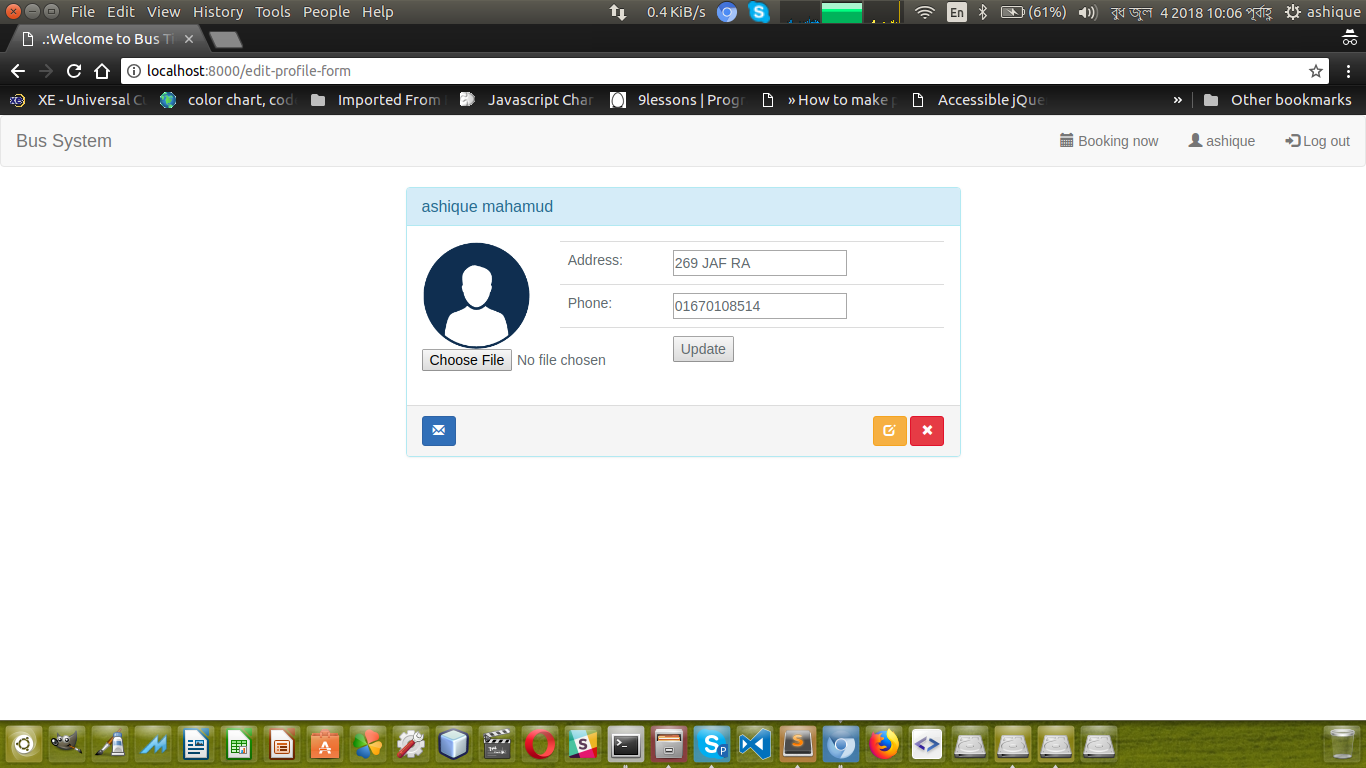 File Edit View History Tools People Help 0.4 KiB/s En (61%) বুধ জুল 4 2018 10:06 পূর্বাহ্ণ ashique
.:Welcome to Bus Ti
localhost:8000/edit-profile-form
XE - Universal Cu color chart, code Imported From Javascript Char 9lessons | Progr » How to make p Accessible jQue » Other bookmarks
Bus System Booking now ashique Log out
ashique mahamud
Address: 269 JAF RA
Phone: 01670108514
Update
Choose File No file chosen